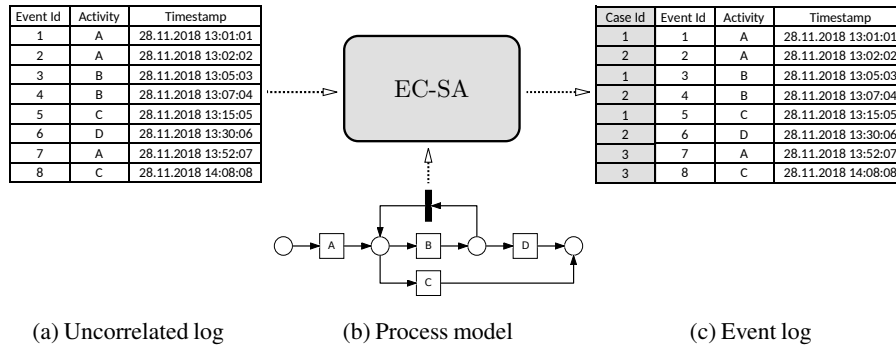 Event Id Activity Timestamp
1 A 28.11.2018 13:01:01
2 A 28.11.2018 13:02:02
3 B 28.11.2018 13:05:03
4 B 28.11.2018 13:07:04
5 C 28.11.2018 13:15:05
6 D 28.11.2018 13:30:06
7 A 28.11.2018 13:52:07
8 C 28.11.2018 14:08:08
EC-SA
A B D
C
Case Id Event Id Activity Timestamp
1 1 A 28.11.2018 13:01:01
2 2 A 28.11.2018 13:02:02
1 3 B 28.11.2018 13:05:03
2 4 B 28.11.2018 13:07:04
1 5 C 28.11.2018 13:15:05
2 6 D 28.11.2018 13:30:06
3 7 A 28.11.2018 13:52:07
3 8 C 28.11.2018 14:08:08
(a) Uncorrelated log
(b) Process model
(c) Event log